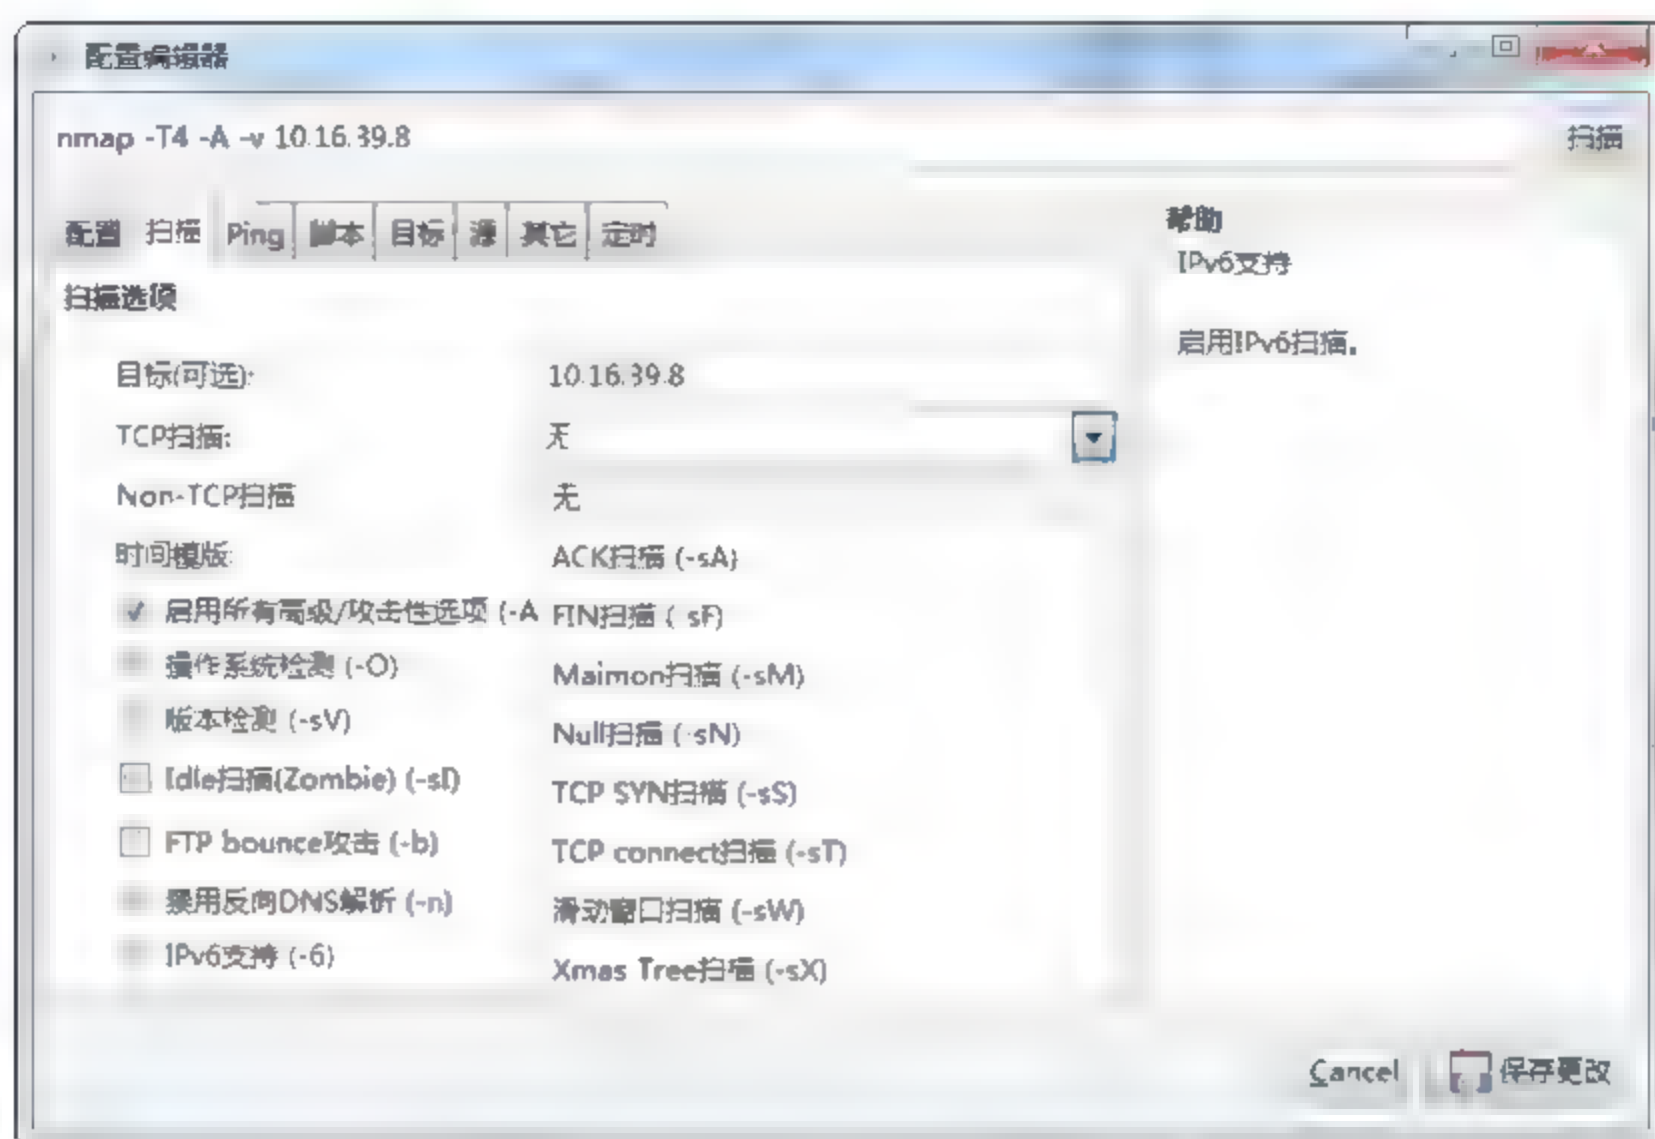 配置编辑器
nmap -T4 -A -v 10.16.39.8
扫描
配置 扫描 Ping 脚本 目标 源 其它 定时
扫描选项
目标(可选): 10.16.39.8
TCP扫描: 无
Non-TCP扫描 无
时间模版: ACK扫描 (-sA)
启用所有高级/攻击性选项 (-A FIN扫描 (-sF)
操作系统检测 (-O) Maimon扫描 (-sM)
版本检测 (-sV) Null扫描 (-sN)
Idle扫描(Zombie) (-sI) TCP SYN扫描 (-sS)
FTP bounce攻击 (-b) TCP connect扫描 (-sT)
禁用反向DNS解析 (-n) 滑动窗口扫描 (-sW)
IPv6支持 (-6) Xmas Tree扫描 (-sX)
帮助
IPv6支持
启用IPv6扫描。
Cancel 保存更改